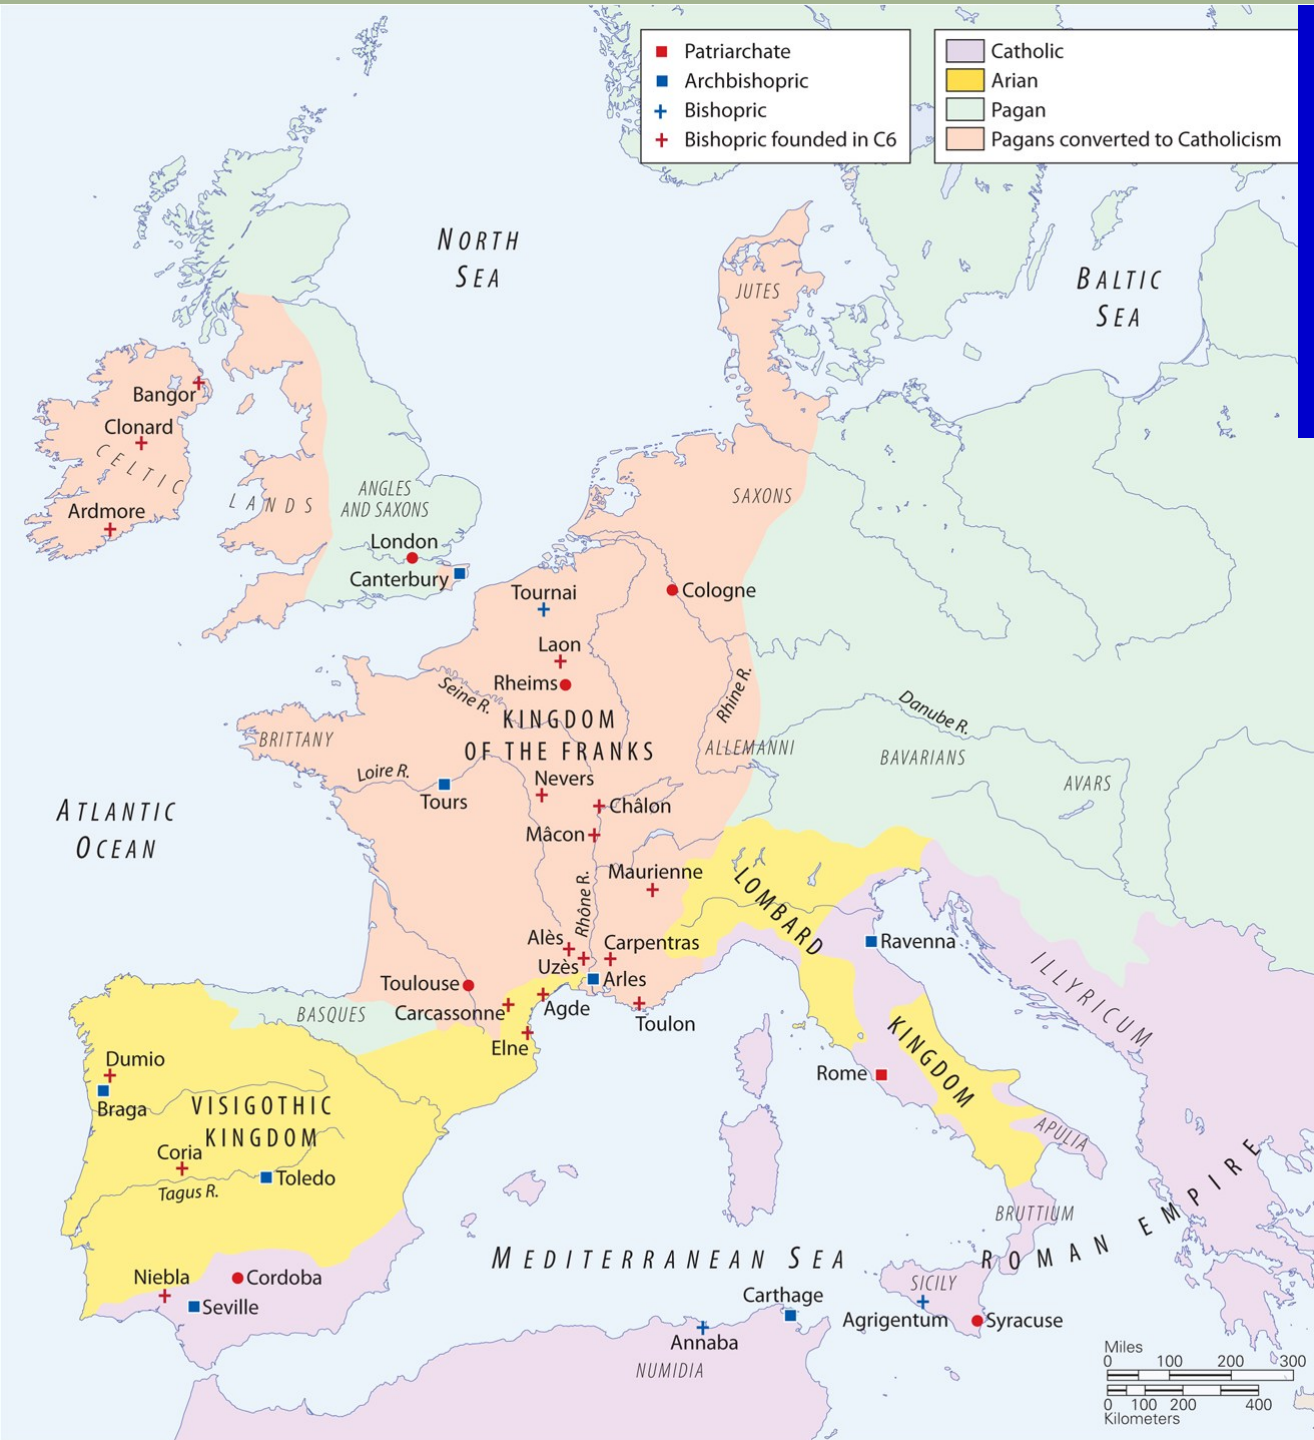 Patriarchate
Archbishopric
Bishopric
Bishopric founded in C6
Catholic
Arian
Pagan
Pagans converted to Catholicism
NORTH
SEA
BALTIC
SEA
JUTES
Bangor
Clonard
CELTIC
LANDS
Ardmore
ANGLES
AND SAXONS
London
Canterbury
SAXONS
Tournai
Cologne
Laon
Rheims
Seine R.
KINGDOM
OF THE FRANKS
Rhine R.
ALLEMANNI
Danube R.
BAVARIANS
AVARS
BRITTANY
Loire R.
Tours
Nevers
Châlon
Mâcon
ATLANTIC
OCEAN
Maurienne
Rhône R.
LOMBARD
KINGDOM
Alès
Carpentras
Uzès
Arles
Ravenna
ILLYRICUM
Toulouse
Carcassonne
Agde
Toulon
BASQUES
Elne
Dumio
Braga
VISIGOTHIC
KINGDOM
Rome
Coria
Toledo
Tagus R.
APULIA
BRUTTIUM
ROMAN EMPIRE
MEDITERRANEAN SEA
Niebla
Cordoba
Seville
SICILY
Carthage
Agrigentum
Syracuse
Annaba
NUMIDIA
Miles
0 100 200 300
0 100 200 400
Kilometers